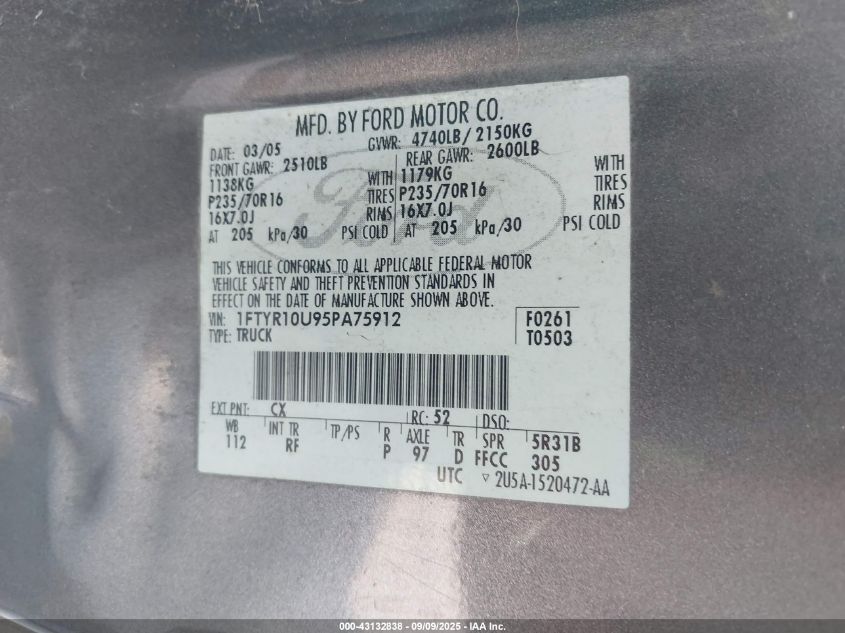 MFD. BY FORD MOTOR CO.
DATE: 03/05 GVWR: 4740LB/ 2150KG
FRONT GAWR: 2510LB REAR GAWR: 2600LB
1138KG WITH 1179KG WITH
P235/70R16 TIRES P235/70R16 TIRES
16X7.0J RIMS 16X7.0J RIMS
AT 205 kPa/30 PSI COLD AT 205 kPa/30 PSI COLD
Ford
THIS VEHICLE CONFORMS TO ALL APPLICABLE FEDERAL MOTOR
VEHICLE SAFETY AND THEFT PREVENTION STANDARDS IN
EFFECT ON THE DATE OF MANUFACTURE SHOWN ABOVE.
VIN: 1FTYR10U95PA75912 F0261
TYPE: TRUCK T0503
EXT PNT: CX RC: 52 DSO:
WB INT TR TP/PS R AXLE TR SPR 5R31B
112 RF P 97 D FFCC 305
UTC ▽ 2U5A-1520472-AA
000-43132838 - 09/09/2025 - IAA Inc.